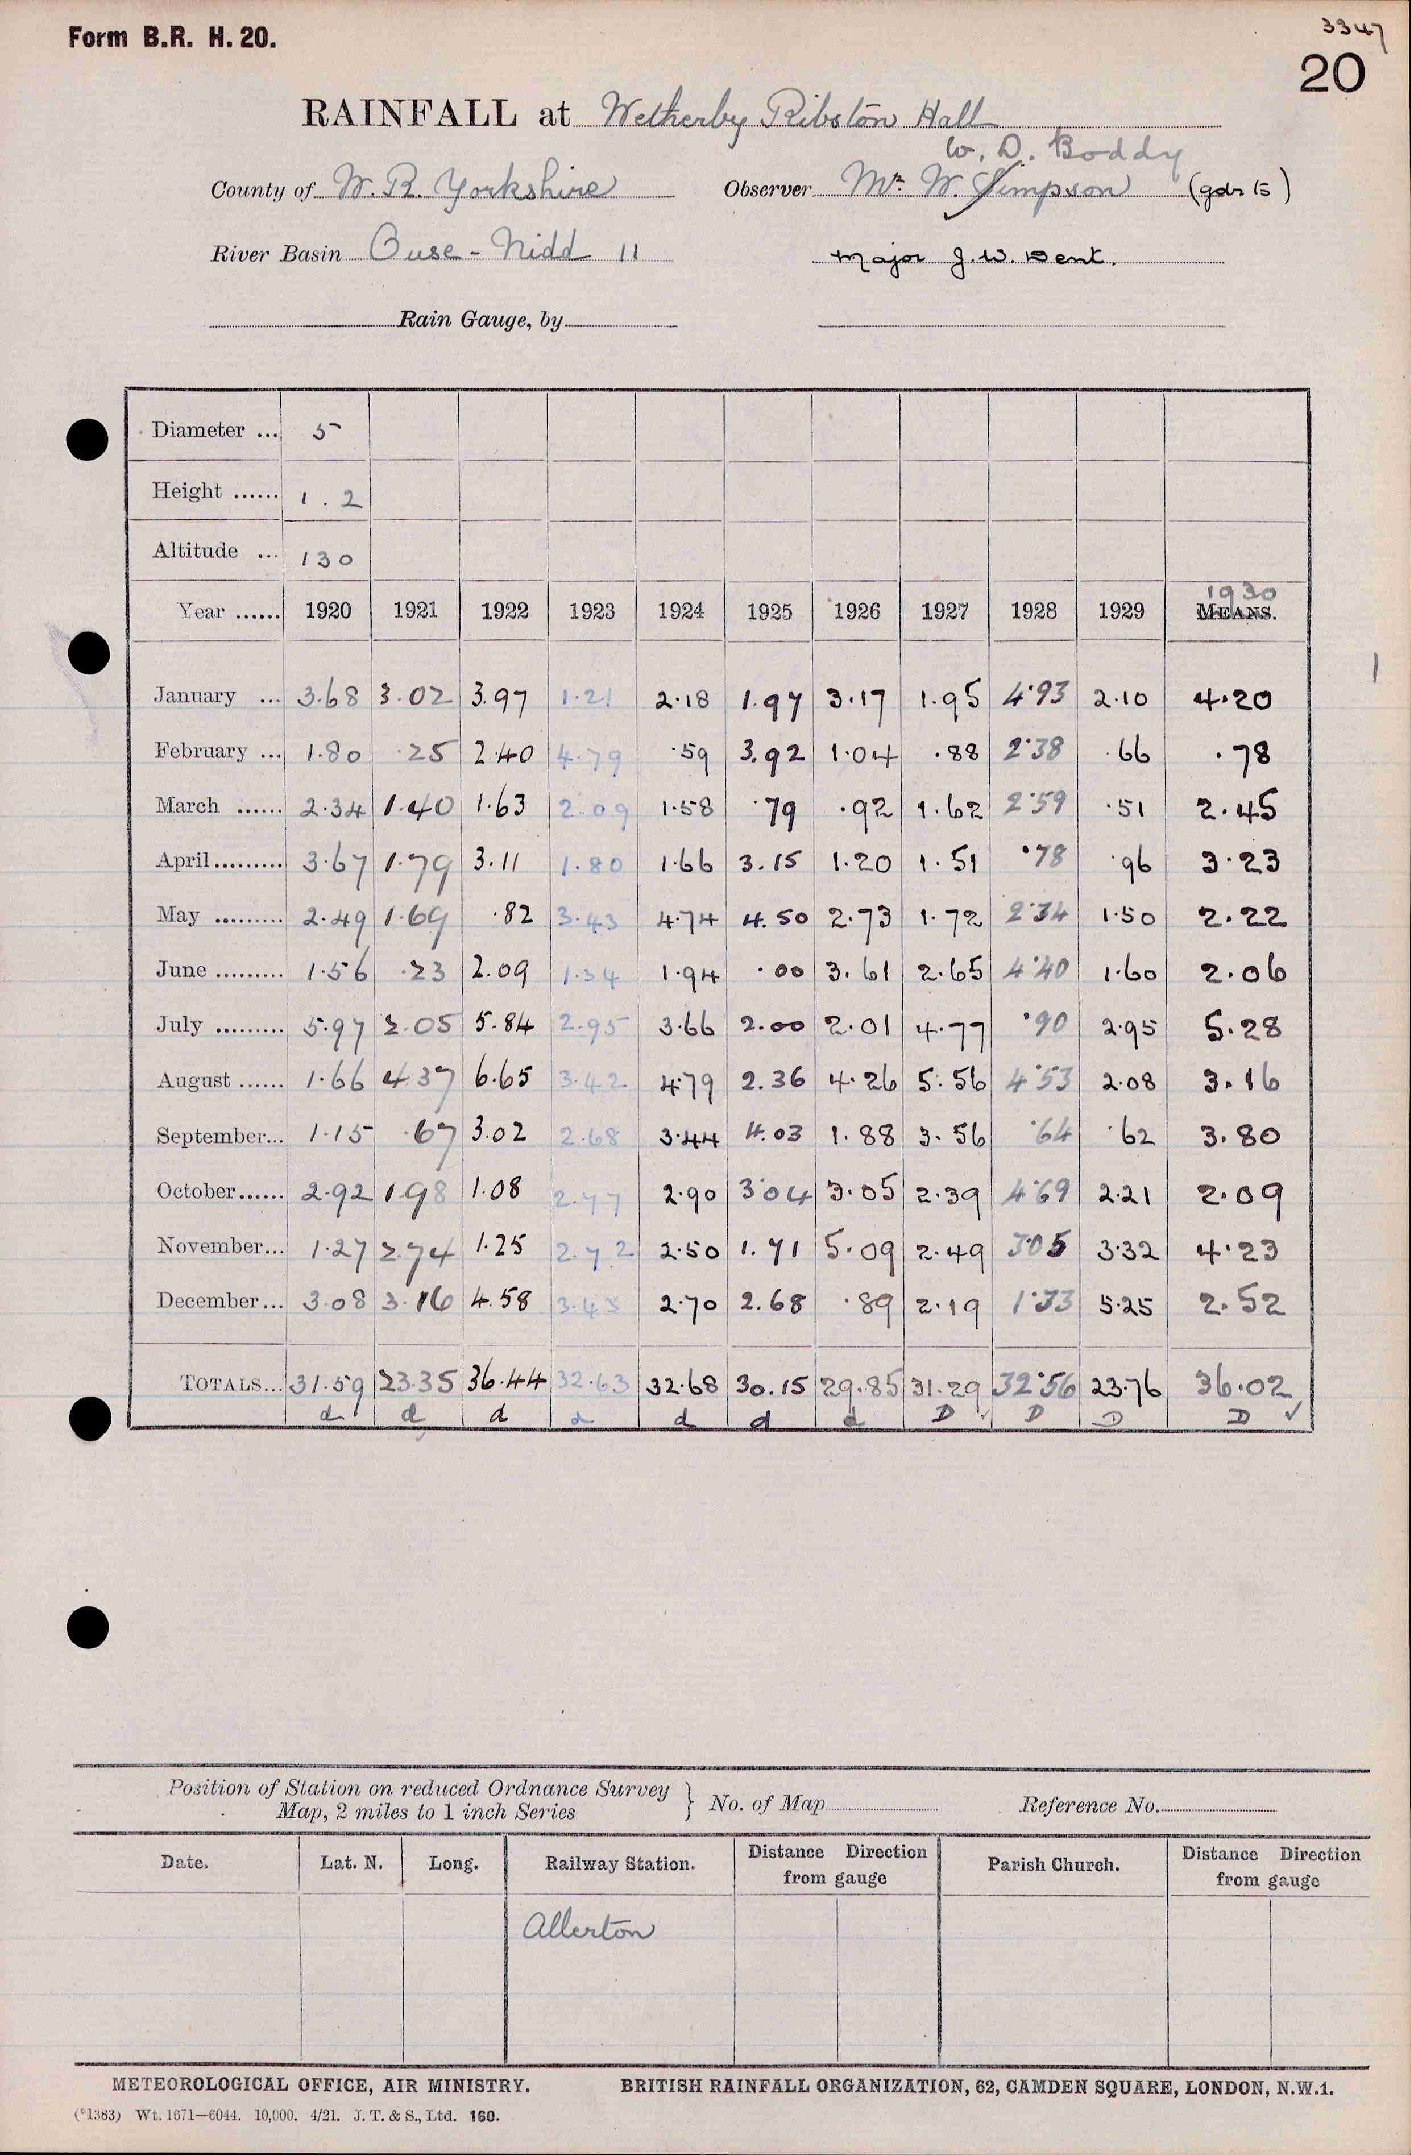 3347
Form B.R. H. 20.
20
RAINFALL at Wetherby Ribston Hall
W. D. Boddy
County of W. R. Yorkshire Observer Mr. W. Simpson (gdr to)
River Basin Ouse - Nidd 11 Major J. W. Dent.
Rain Gauge, by
Diameter ... 5
Height ...... 1 . 2
Altitude ... 130
1930
Year ...... 1920 1921 1922 1923 1924 1925 1926 1927 1928 1929 MEANS.
January ... 3.68 3.02 3.97 1.21 2.18 1.97 3.17 1.95 4.93 2.10 4.20
February ... 1.80 .25 2.40 4.79 .59 3.92 1.04 .88 2.38 .66 .78
March ...... 2.34 1.40 1.63 2.09 1.58 .79 .92 1.62 2.59 .51 2.45
April......... 3.67 1.79 3.11 1.80 1.66 3.15 1.20 1.51 .78 .96 3.23
May ......... 2.49 1.69 .82 3.43 4.74 4.50 2.73 1.72 2.34 1.50 2.22
June ......... 1.56 .23 2.09 1.34 1.94 .00 3.61 2.65 4.40 1.60 2.06
July ......... 5.97 2.05 5.84 2.95 3.66 2.00 2.01 4.77 .90 2.95 5.28
August ...... 1.66 4.37 6.65 3.42 4.79 2.36 4.26 5.56 4.53 2.08 3.16
September... 1.15 .67 3.02 2.68 3.44 4.03 1.88 3.56 .64 .62 3.80
October...... 2.92 1.98 1.08 2.77 2.90 3.04 3.05 2.39 4.69 2.21 2.09
November... 1.27 2.74 1.25 2.72 2.50 1.71 5.09 2.49 3.05 3.32 4.23
December... 3.08 3.16 4.58 3.43 2.70 2.68 .89 2.19 1.33 5.25 2.52
TOTALS... 31.59 23.35 36.44 32.63 32.68 30.15 29.85 31.29 32.56 23.76 36.02
d d d d d d d D ✓ D D D ✓
Position of Station on reduced Ordnance Survey
Map, 2 miles to 1 inch Series } No. of Map Reference No.
Date. Lat. N. Long. Railway Station. Distance Direction from gauge Parish Church. Distance Direction from gauge
Allerton
METEOROLOGICAL OFFICE, AIR MINISTRY. BRITISH RAINFALL ORGANIZATION, 62, CAMDEN SQUARE, LONDON, N.W.1.
(*1383) Wt. 1671—6044. 10,000. 4/21. J. T. & S., Ltd. 160.